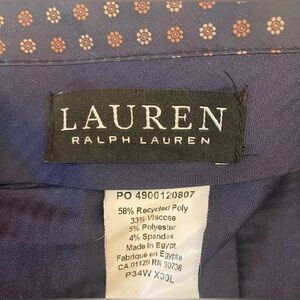 LAUREN
RALPH LAUREN
PO 4900120807
58% Recycled Poly
33% Viscose
5% Polyester
4% Spandex
Made In Egypt
Fabriqué en Egypte
CA 01129 RN 90736
P34W X30L